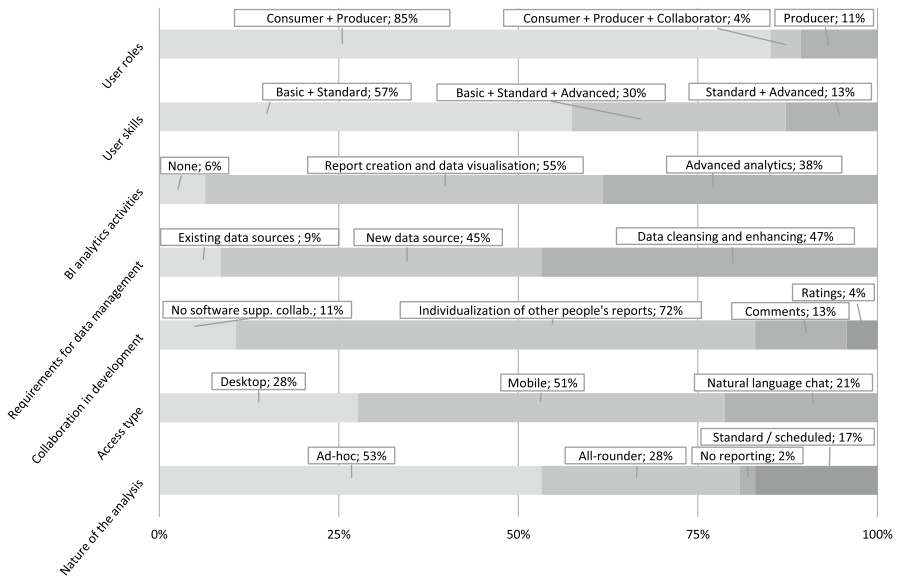 Consumer + Producer; 85%
Consumer + Producer + Collaborator; 4%
Producer; 11%
User roles
Basic + Standard; 57%
Basic + Standard + Advanced; 30%
Standard + Advanced; 13%
User skills
None; 6%
Report creation and data visualisation; 55%
Advanced analytics; 38%
BI analytics activities
Existing data sources ; 9%
New data source; 45%
Data cleansing and enhancing; 47%
Requirements for data management
No software supp. collab.; 11%
Individualization of other people's reports; 72%
Comments; 13%
Ratings; 4%
Collaboration in development
Desktop; 28%
Mobile; 51%
Natural language chat; 21%
Access type
Ad-hoc; 53%
All-rounder; 28%
No reporting; 2%
Standard / scheduled; 17%
Nature of the analysis
0%
25%
50%
75%
100%